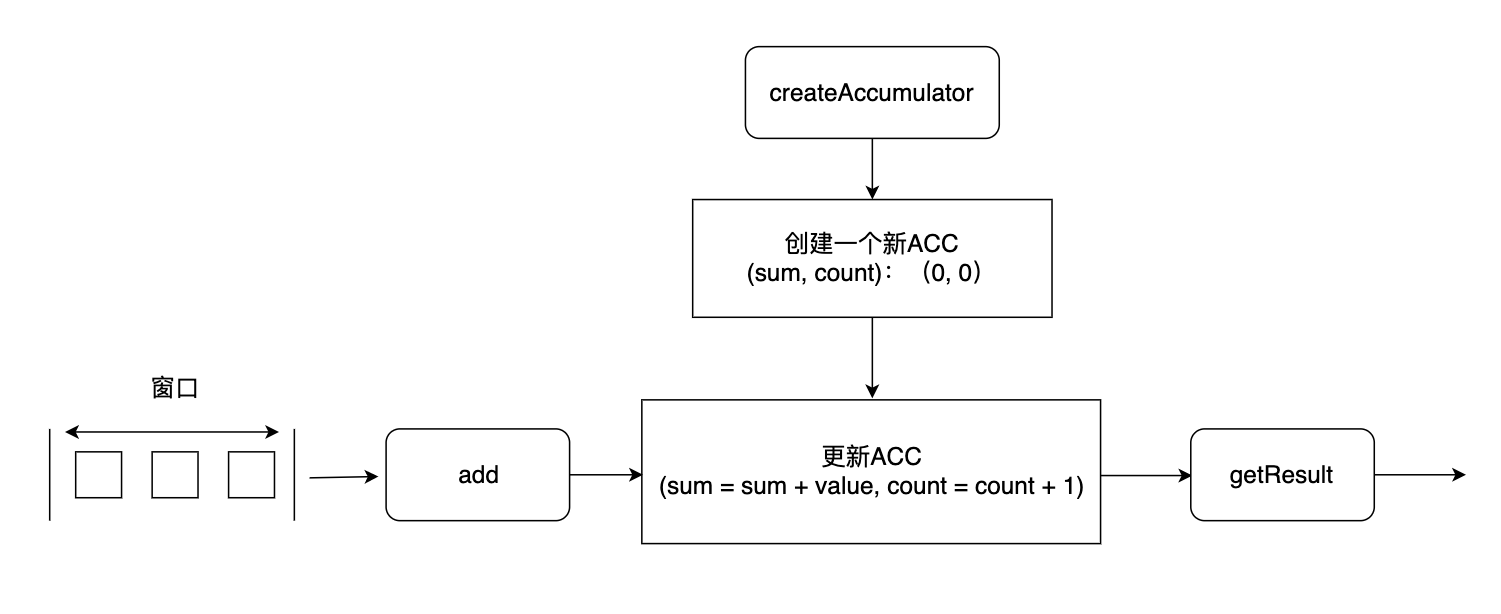 createAccumulator
创建一个新ACC
(sum, count)： （0, 0）
窗口
add
更新ACC
(sum = sum + value, count = count + 1)
getResult